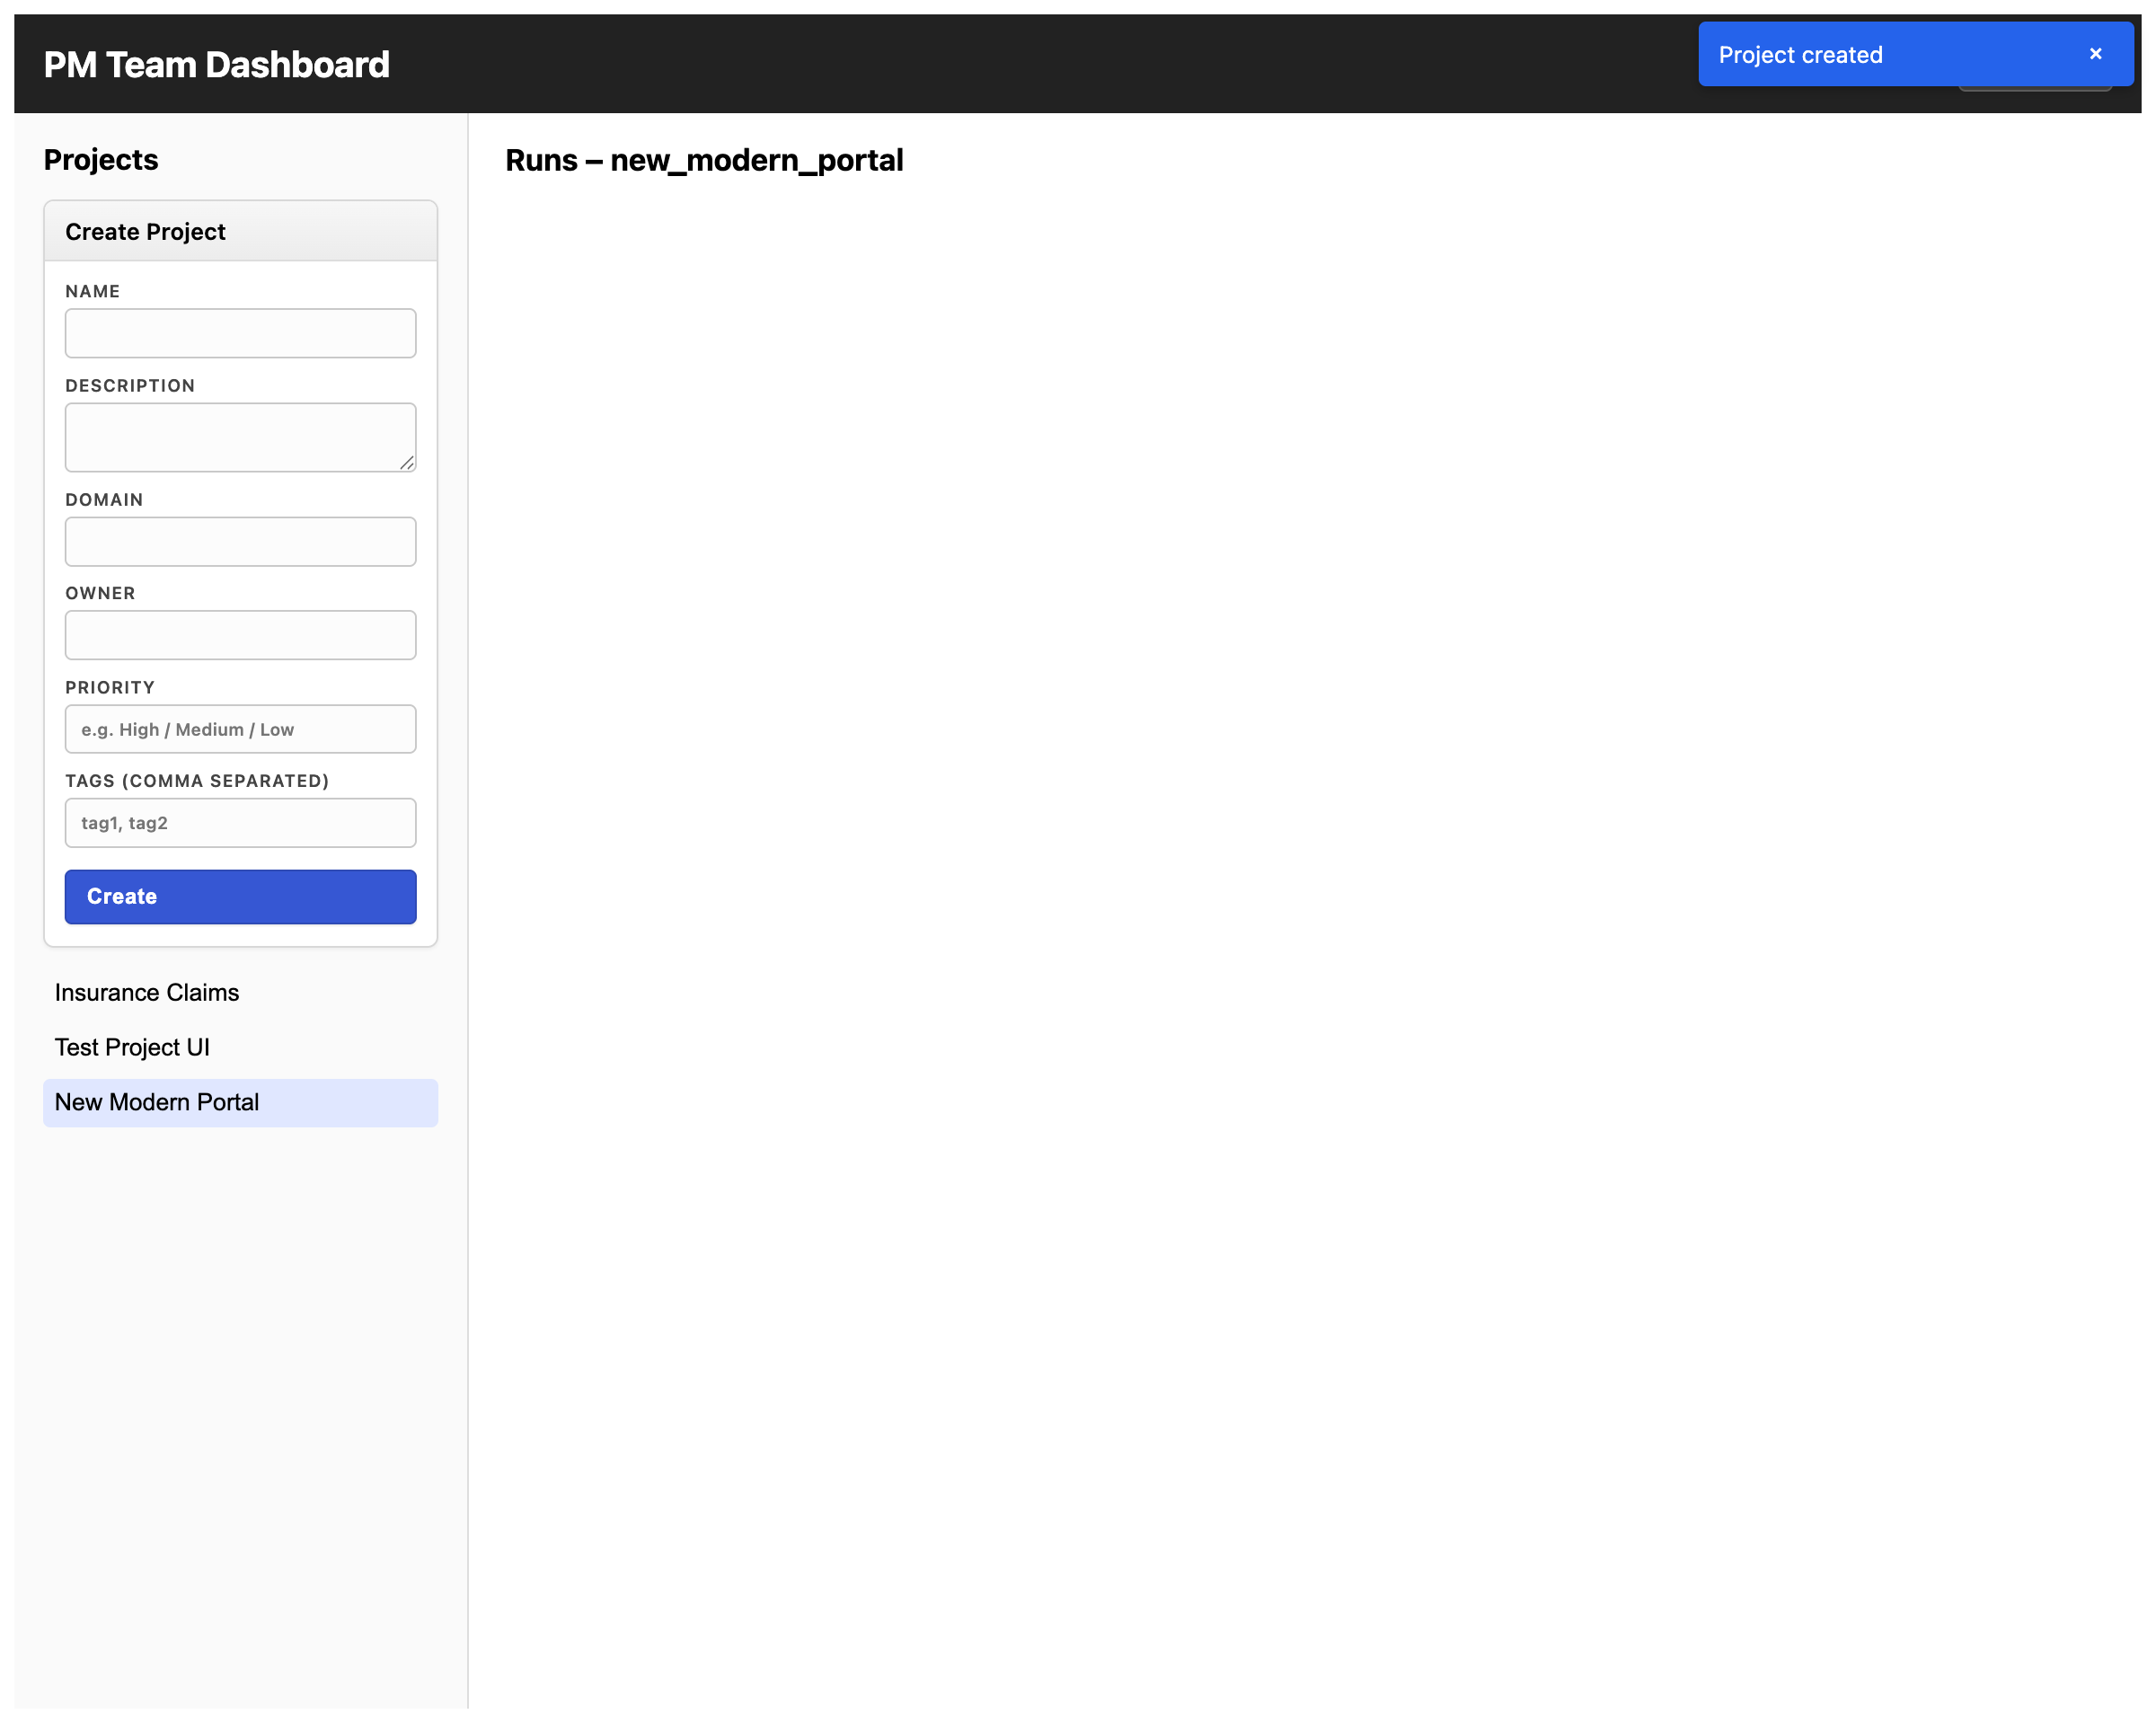 PM Team Dashboard
Project created ×
Projects
Create Project
NAME
DESCRIPTION
DOMAIN
OWNER
PRIORITY
e.g. High / Medium / Low
TAGS (COMMA SEPARATED)
tag1, tag2
Create
Insurance Claims
Test Project UI
New Modern Portal
Runs – new_modern_portal